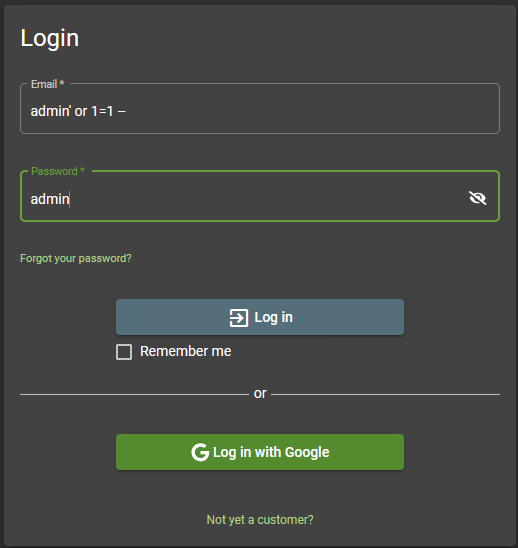 Login
Email *
admin' or 1=1 –
Password *
admin
Forgot your password?
Log in
Remember me
or
Log in with Google
Not yet a customer?